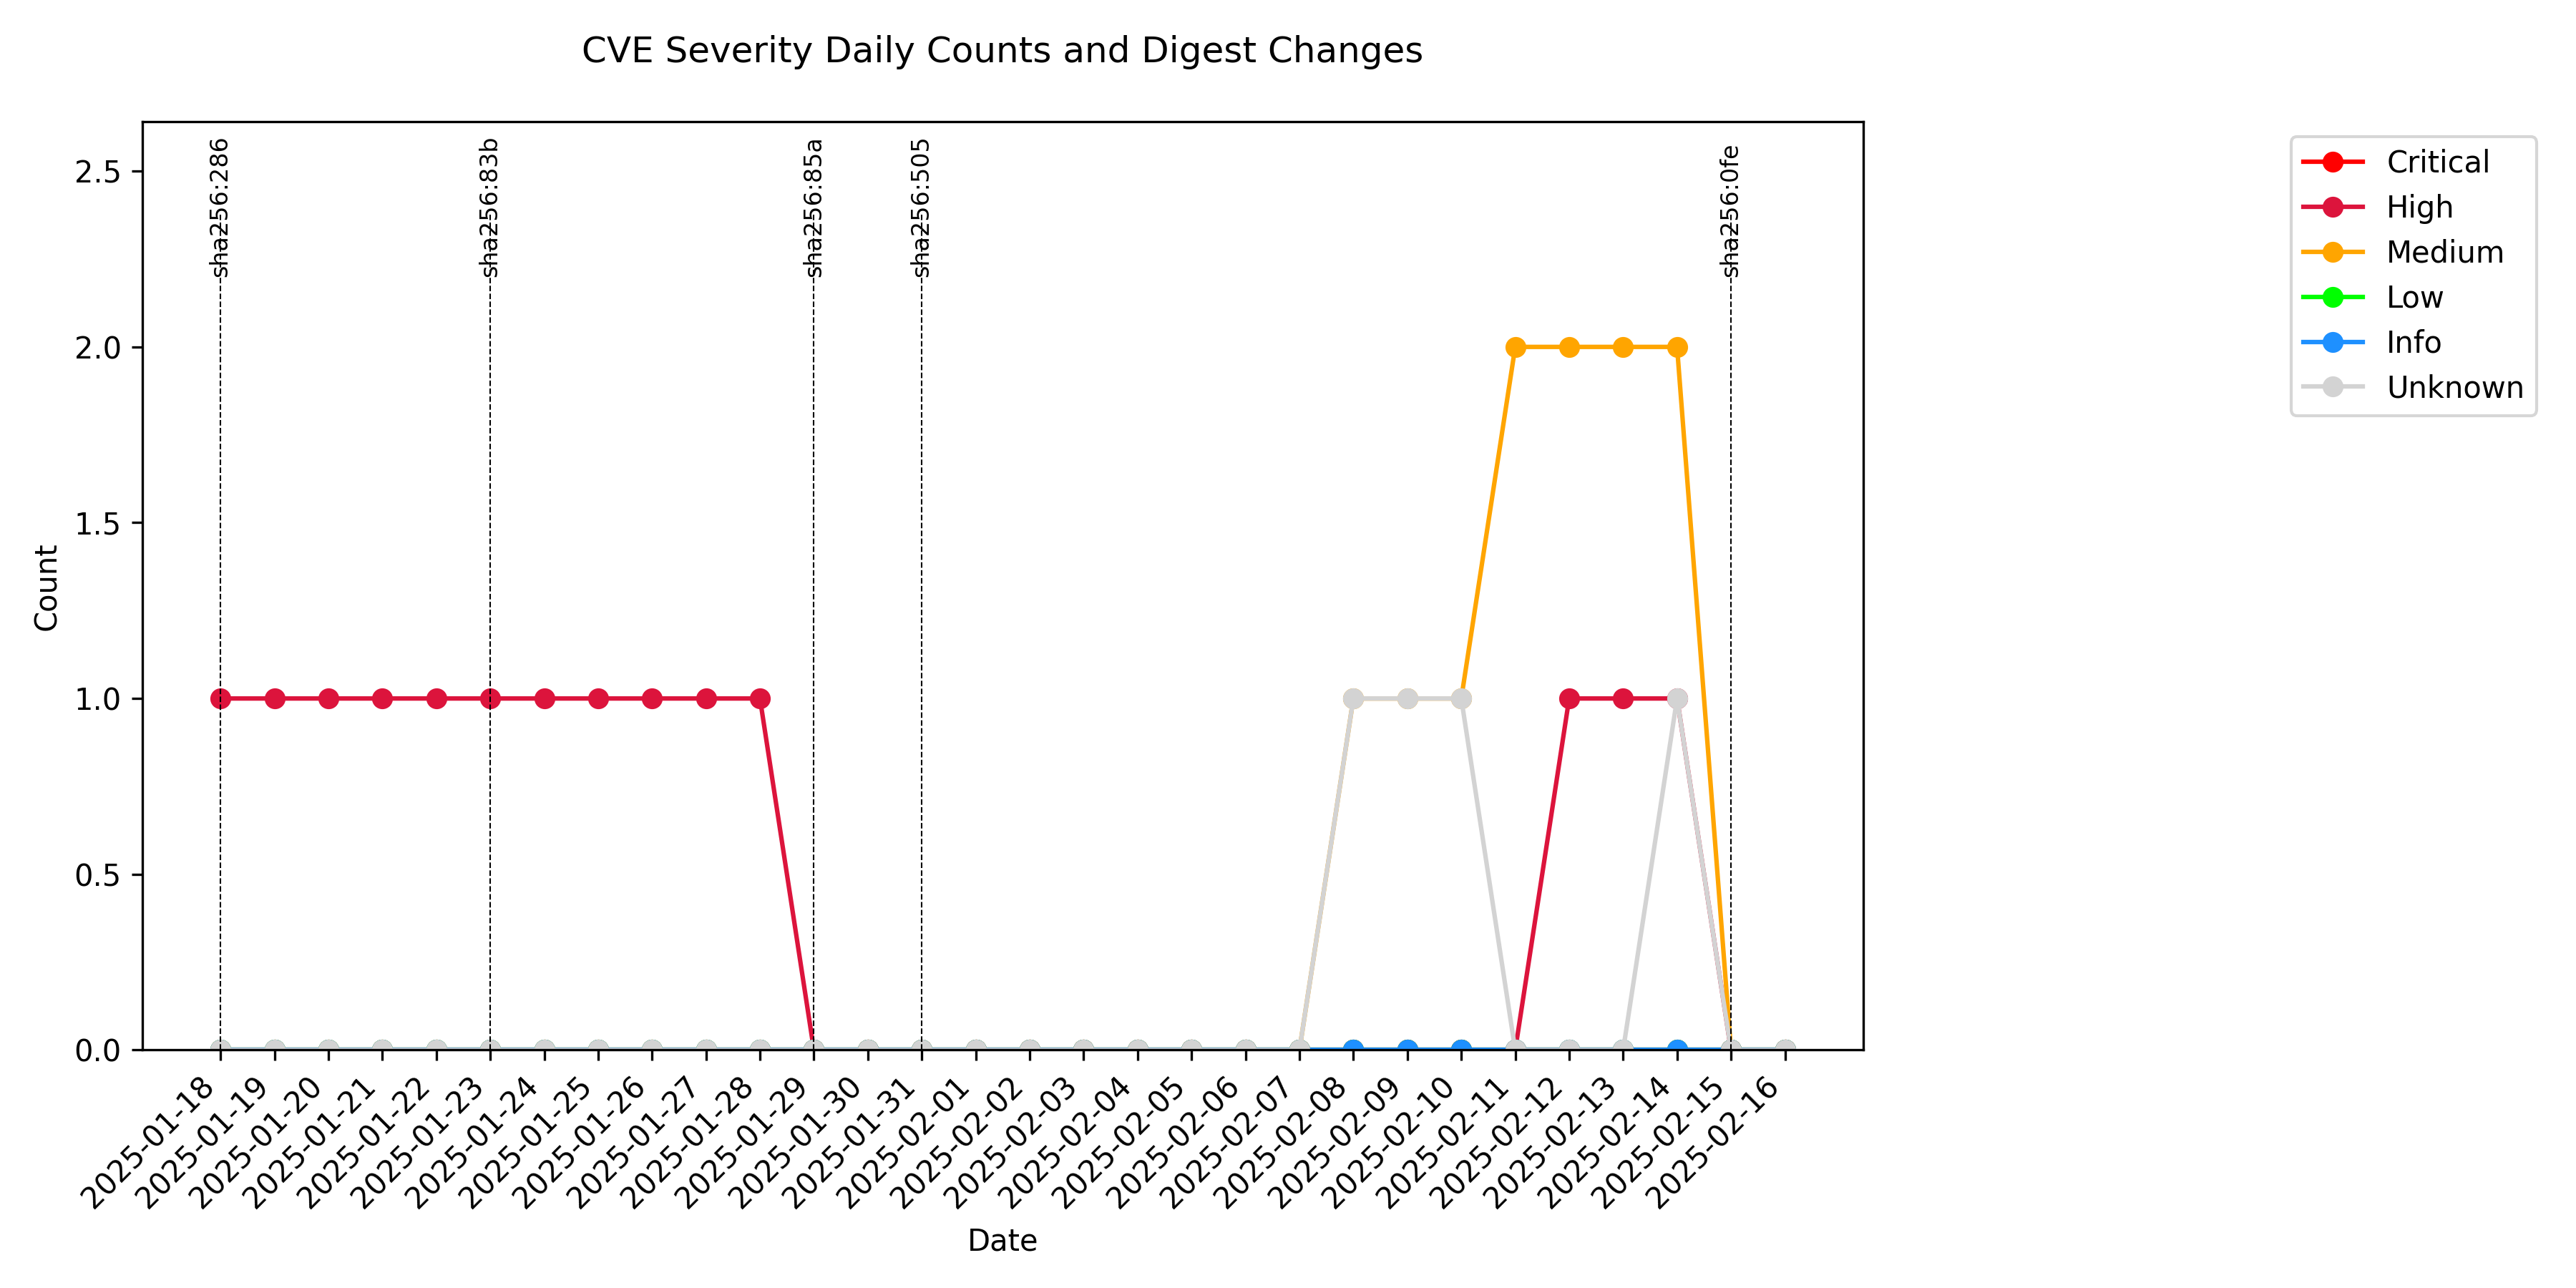 CVE Severity Daily Counts and Digest Changes
sha256:286
sha256:83b
sha256:85a
sha256:505
sha256:0fe
Critical
High
Medium
Low
Info
Unknown
2.5
2.0
1.5
1.0
0.5
0.0
Count
2025-01-18
2025-01-19
2025-01-20
2025-01-21
2025-01-22
2025-01-23
2025-01-24
2025-01-25
2025-01-26
2025-01-27
2025-01-28
2025-01-29
2025-01-30
2025-01-31
2025-02-01
2025-02-02
2025-02-03
2025-02-04
2025-02-05
2025-02-06
2025-02-07
2025-02-08
2025-02-09
2025-02-10
2025-02-11
2025-02-12
2025-02-13
2025-02-14
2025-02-15
2025-02-16
Date